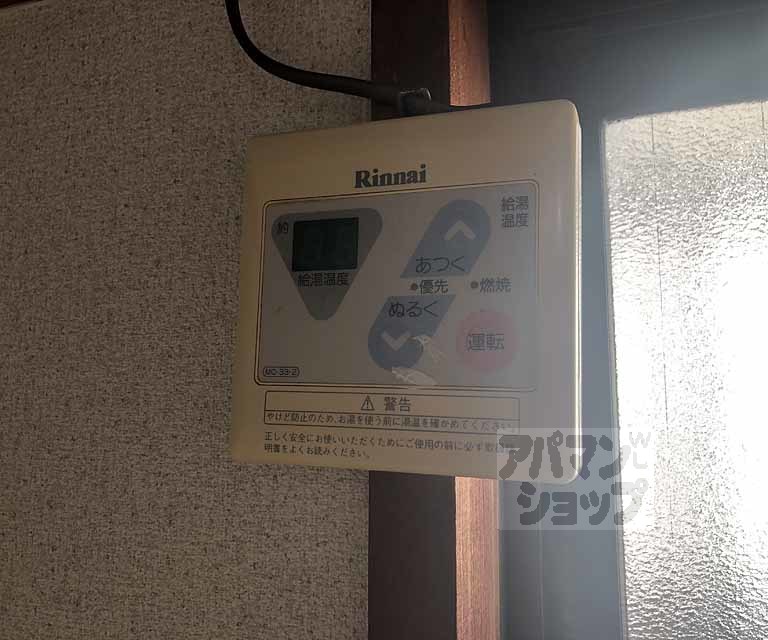 Rinnai
給湯
温度
約
給湯温度
あつく
●優先 ●燃焼
ぬるく
運転
MC-33-2
⚠ 警告
やけど防止のため、お湯を使う前に湯温を確かめてください。
正しく安全にお使いいただくためにご使用の前に必ず取扱説
明書をよくお読みください。
アパマン
ショップ